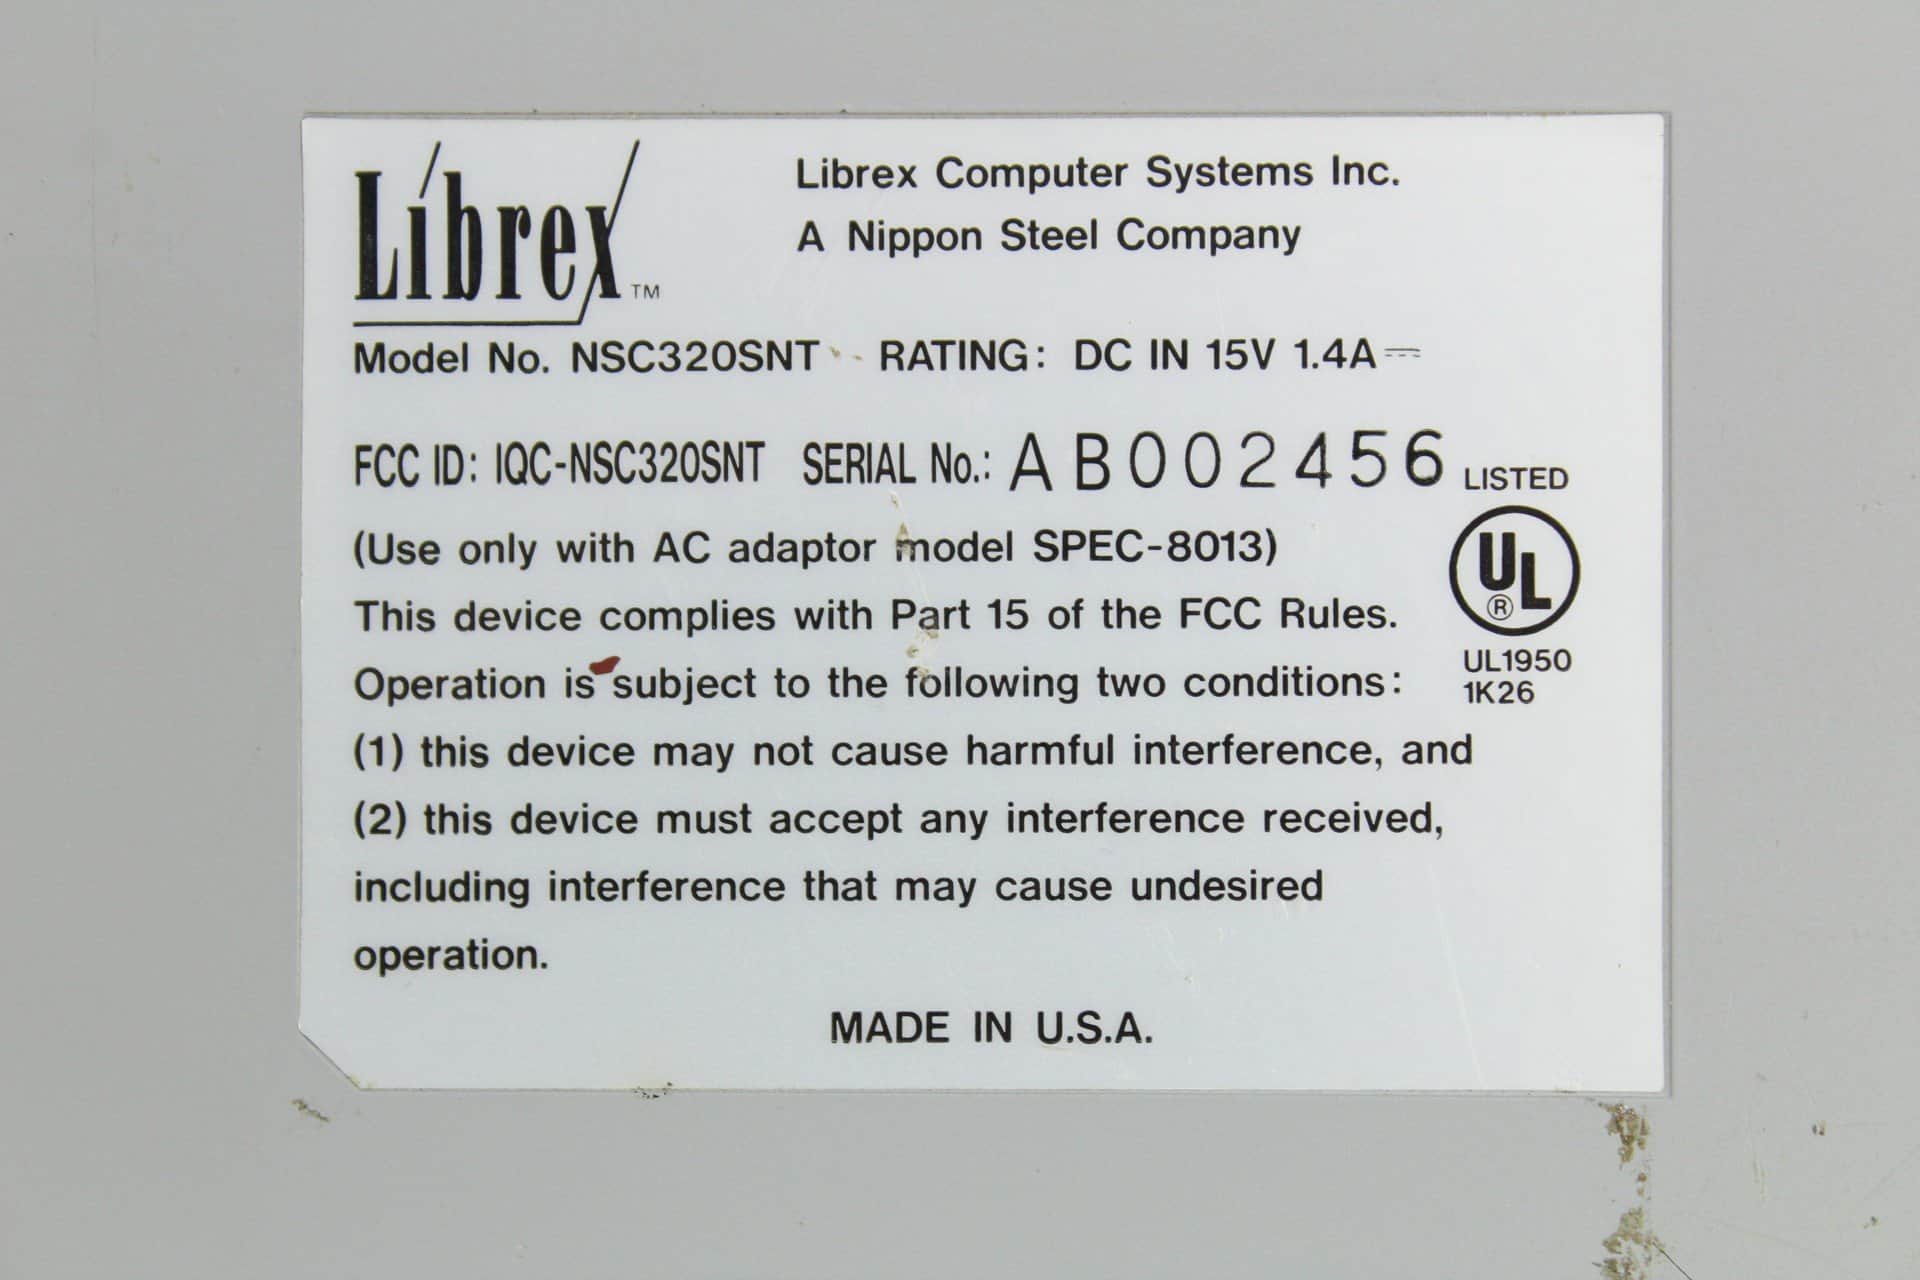 Librex™
Librex Computer Systems Inc.
A Nippon Steel Company
Model No. NSC320SNT RATING: DC IN 15V 1.4A⎓
FCC ID: IQC-NSC320SNT SERIAL No.: AB002456
LISTED
UL®
UL1950
1K26
(Use only with AC adaptor model SPEC-8013)
This device complies with Part 15 of the FCC Rules.
Operation is subject to the following two conditions:
(1) this device may not cause harmful interference, and
(2) this device must accept any interference received,
including interference that may cause undesired
operation.
MADE IN U.S.A.